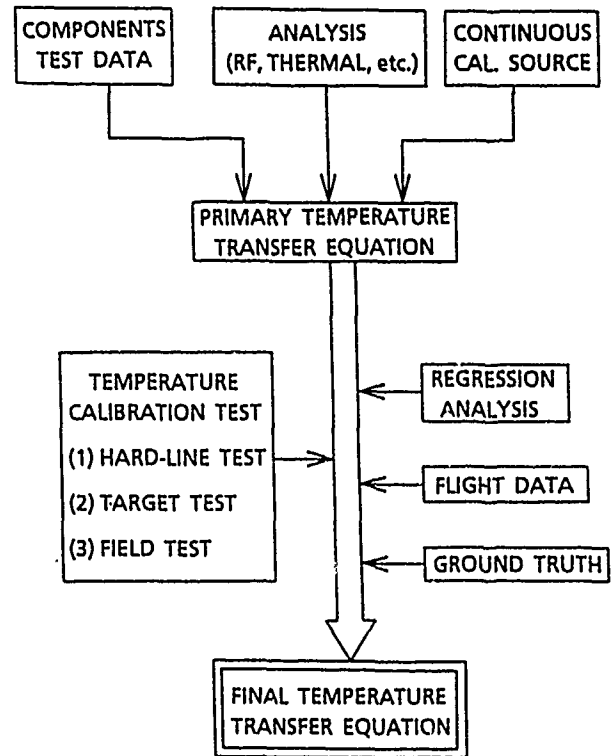 COMPONENTS
TEST DATA
ANALYSIS
(RF, THERMAL, etc.)
CONTINUOUS
CAL. SOURCE
PRIMARY TEMPERATURE
TRANSFER EQUATION
TEMPERATURE
CALIBRATION TEST
(1) HARD-LINE TEST
(2) TARGET TEST
(3) FIELD TEST
REGRESSION
ANALYSIS
FLIGHT DATA
GROUND TRUTH
FINAL TEMPERATURE
TRANSFER EQUATION